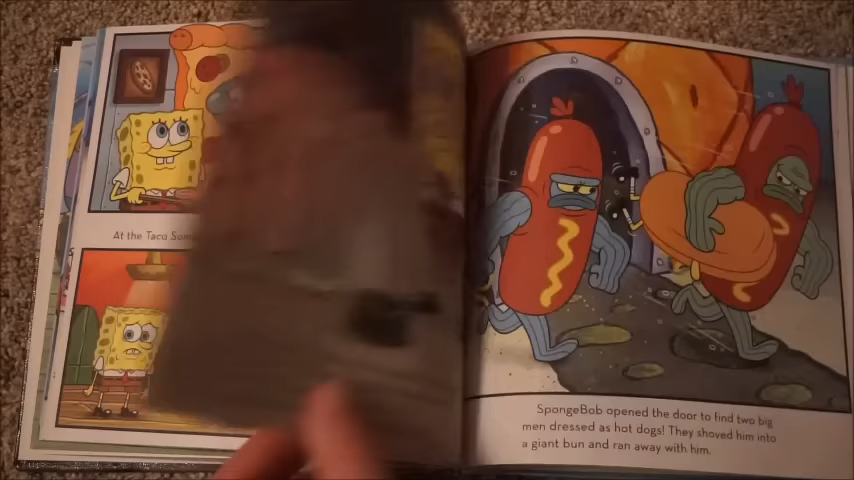 At the Taco
SpongeBob opened the door to find two big
men dressed as hot dogs! They shoved him into
a giant bun and ran away with him.